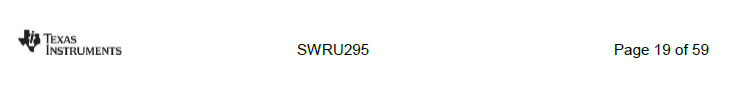 TEXAS
INSTRUMENTS
SWRU295
Page 19 of 59